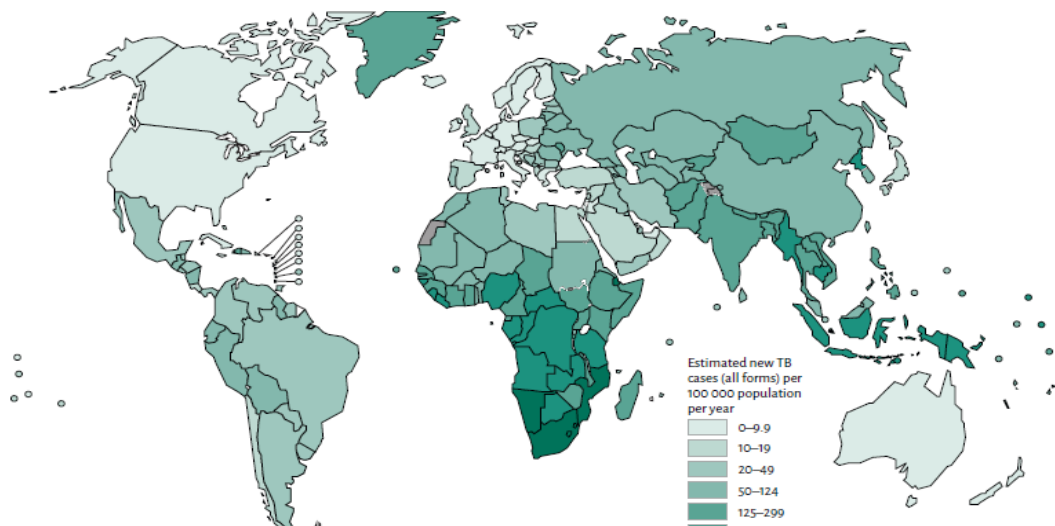 Estimated new TB
cases (all forms) per
100 000 population
per year
0–9.9
10–19
20–49
50–124
125–299